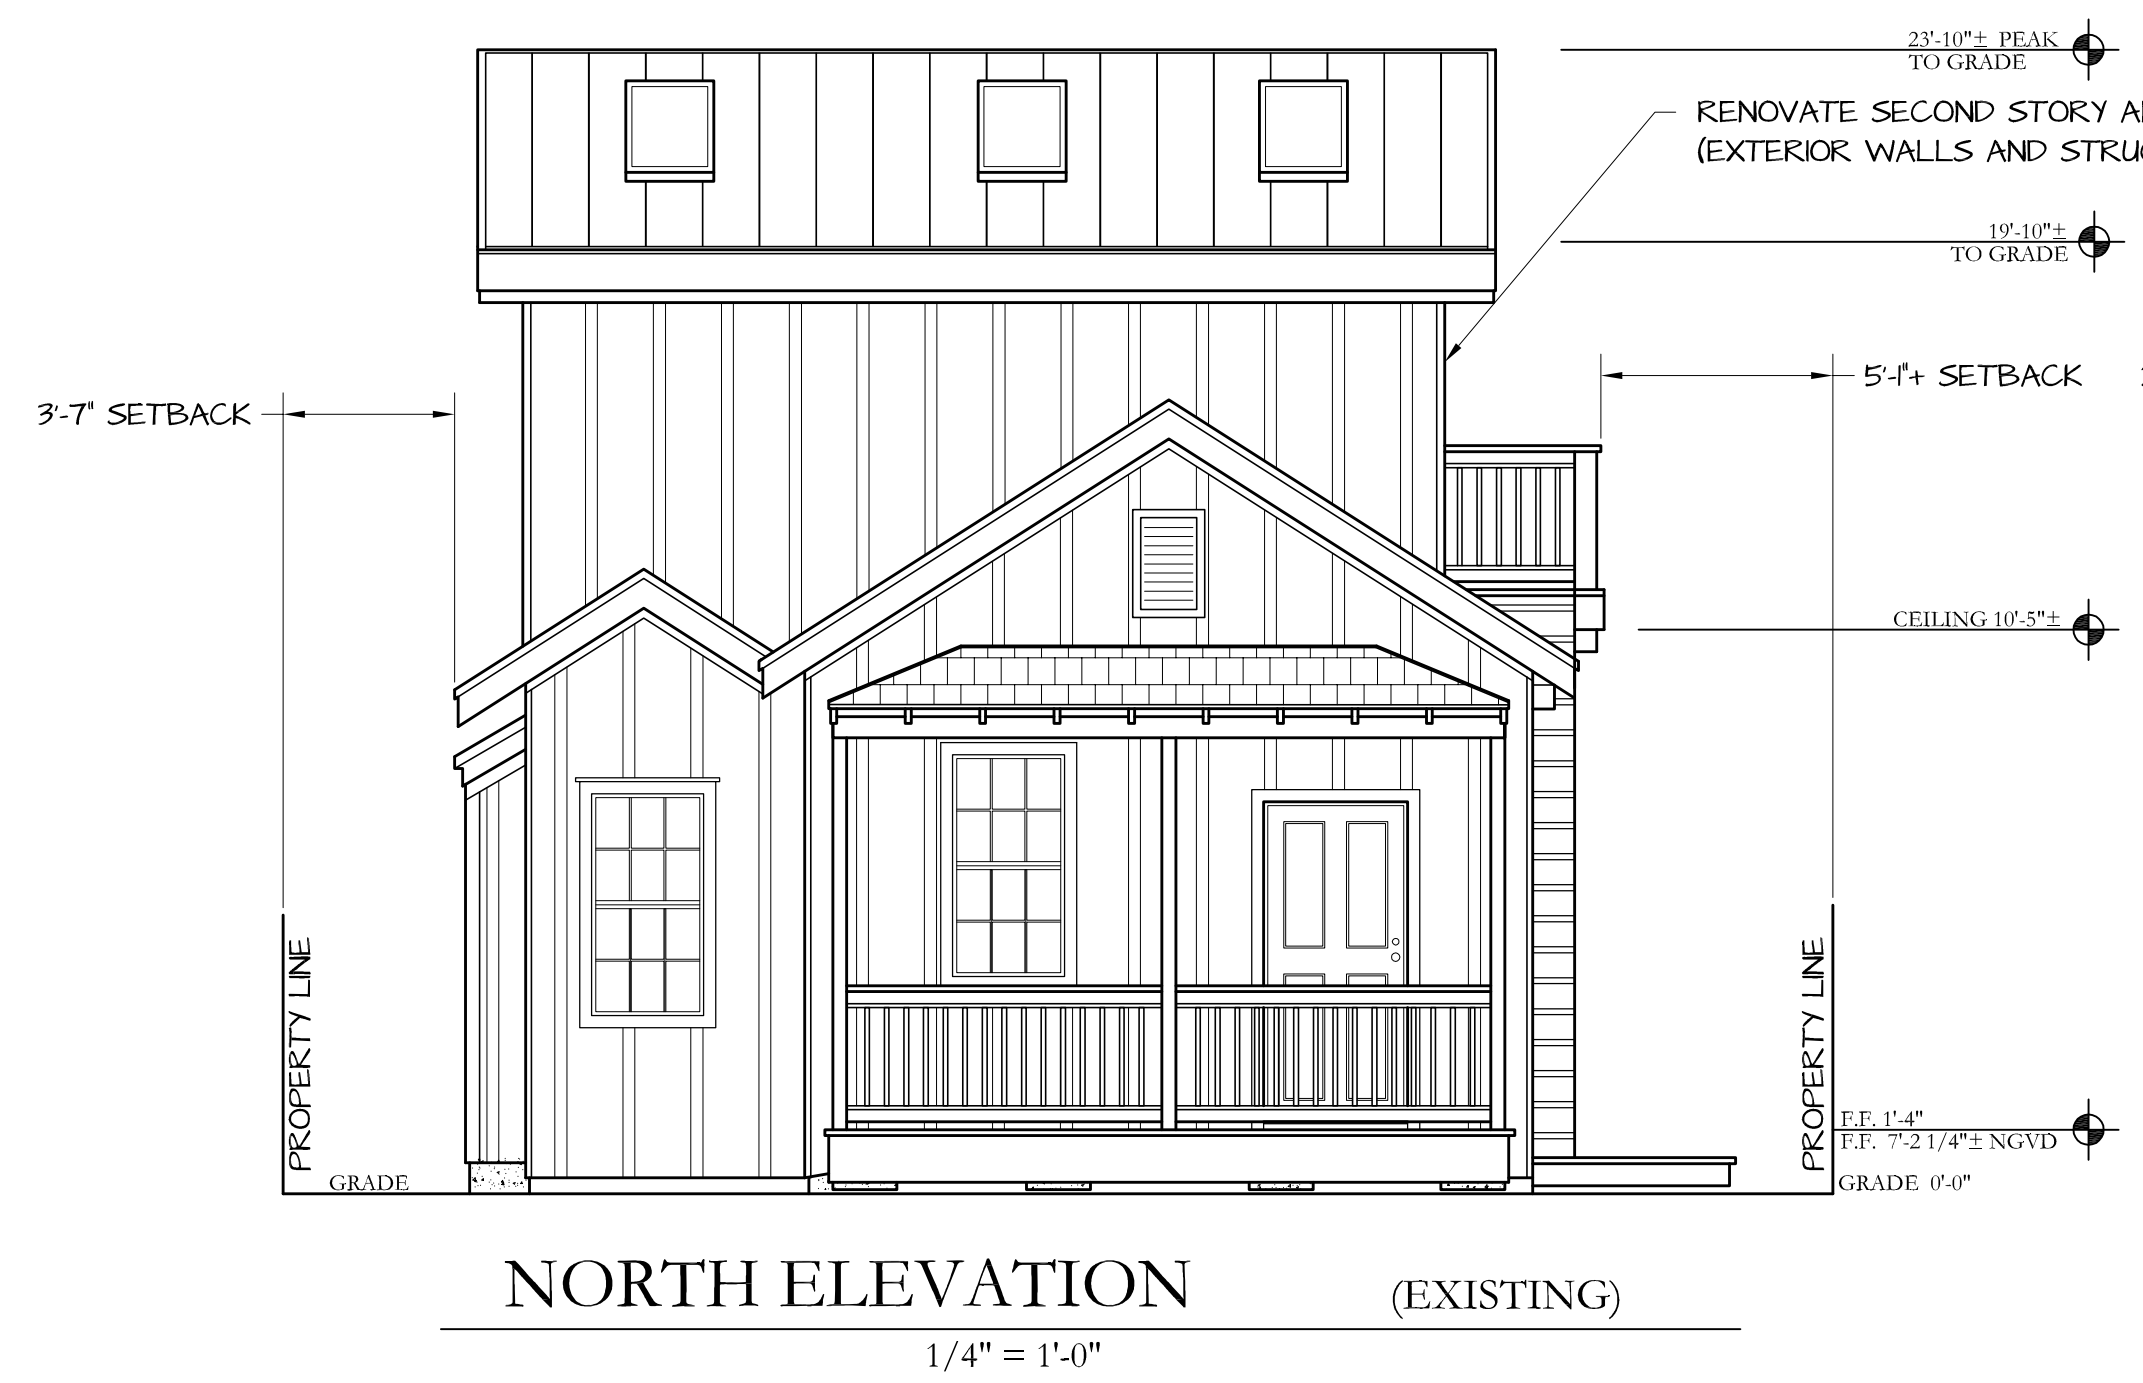 23'-10"± PEAK
TO GRADE
RENOVATE SECOND STORY
(EXTERIOR WALLS AND
19'-10"±
TO GRADE
5'-1"+ SETBACK
3'-7" SETBACK
CEILING 10'-5"±
PROPERTY LINE
PROPERTY LINE
F.F. 1'-4"
F.F. 7'-2 1/4"± NGVD
GRADE
GRADE 0'-0"
NORTH ELEVATION
(EXISTING)
1/4" = 1'-0"